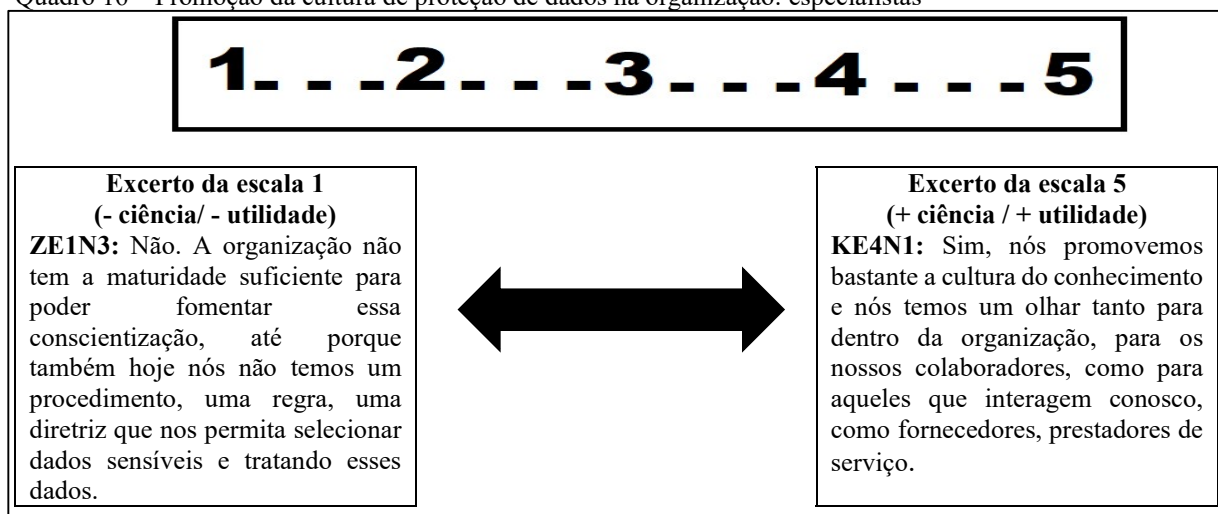 Quadro 16 – Promoção da cultura de proteção de dados na organização: especialistas
1- - -2- - -3- - -4- - -5
Excerto da escala 1
(- ciência/ - utilidade)
ZE1N3: Não. A organização não
tem a maturidade suficiente para
poder fomentar essa
conscientização, até porque
também hoje nós não temos um
procedimento, uma regra, uma
diretriz que nos permita selecionar
dados sensíveis e tratando esses
dados.
Excerto da escala 5
(+ ciência / + utilidade)
KE4N1: Sim, nós promovemos
bastante a cultura do conhecimento
e nós temos um olhar tanto para
dentro da organização, para os
nossos colaboradores, como para
aqueles que interagem conosco,
como fornecedores, prestadores de
serviço.